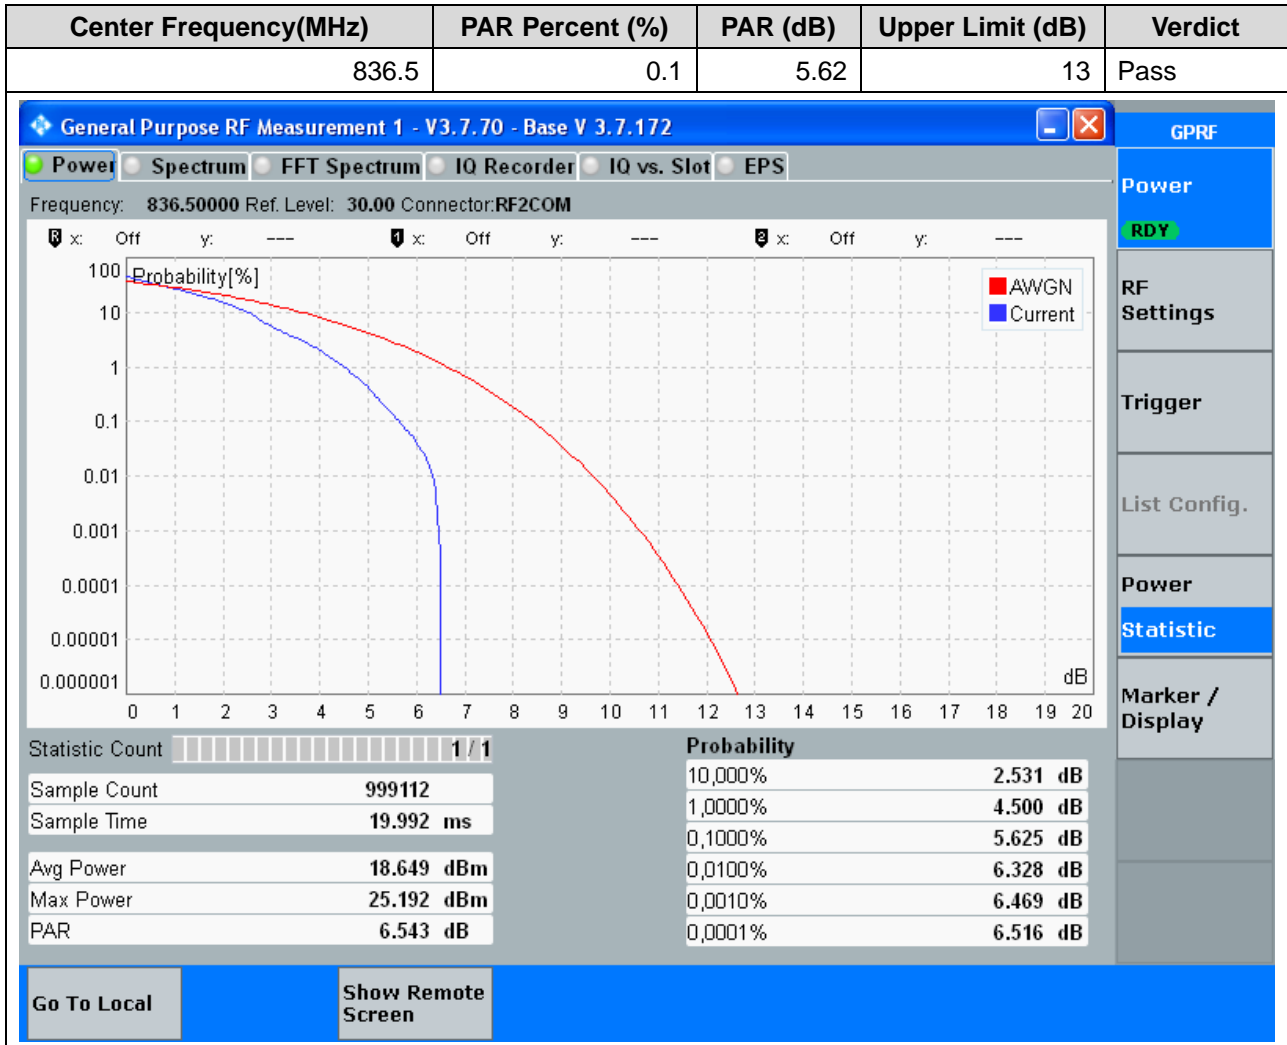 Center Frequency(MHz) PAR Percent (%) PAR (dB) Upper Limit (dB) Verdict
836.5 0.1 5.62 13 Pass
General Purpose RF Measurement 1 - V3.7.70 - Base V 3.7.172
GPRF
Power Spectrum FFT Spectrum IQ Recorder IQ vs. Slot EPS
Power
RDY
Frequency: 836.50000 Ref. Level: 30.00 Connector:RF2COM
R x: Off y: --- 1 x: Off y: --- 2 x: Off y: ---
100 Probability[%]
AWGN
Current
10
1
0.1
0.01
0.001
0.0001
0.00001
0.000001
dB
0 1 2 3 4 5 6 7 8 9 10 11 12 13 14 15 16 17 18 19 20
RF
Settings
Trigger
List Config.
Power
Statistic
Marker /
Display
Statistic Count 1 / 1
Sample Count 999112
Sample Time 19.992 ms
Avg Power 18.649 dBm
Max Power 25.192 dBm
PAR 6.543 dB
Probability
10,000% 2.531 dB
1,0000% 4.500 dB
0,1000% 5.625 dB
0,0100% 6.328 dB
0,0010% 6.469 dB
0,0001% 6.516 dB
Go To Local
Show Remote
Screen